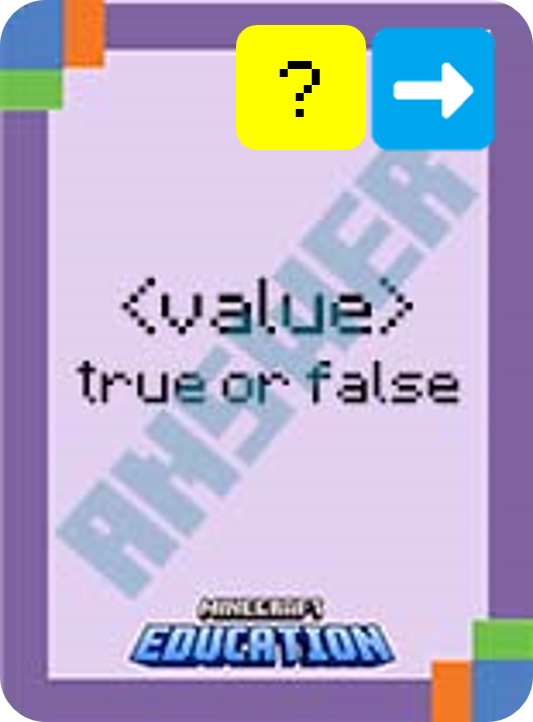 ?
<value>
true or false
ANSWER
MINECRAFT
EDUCATION